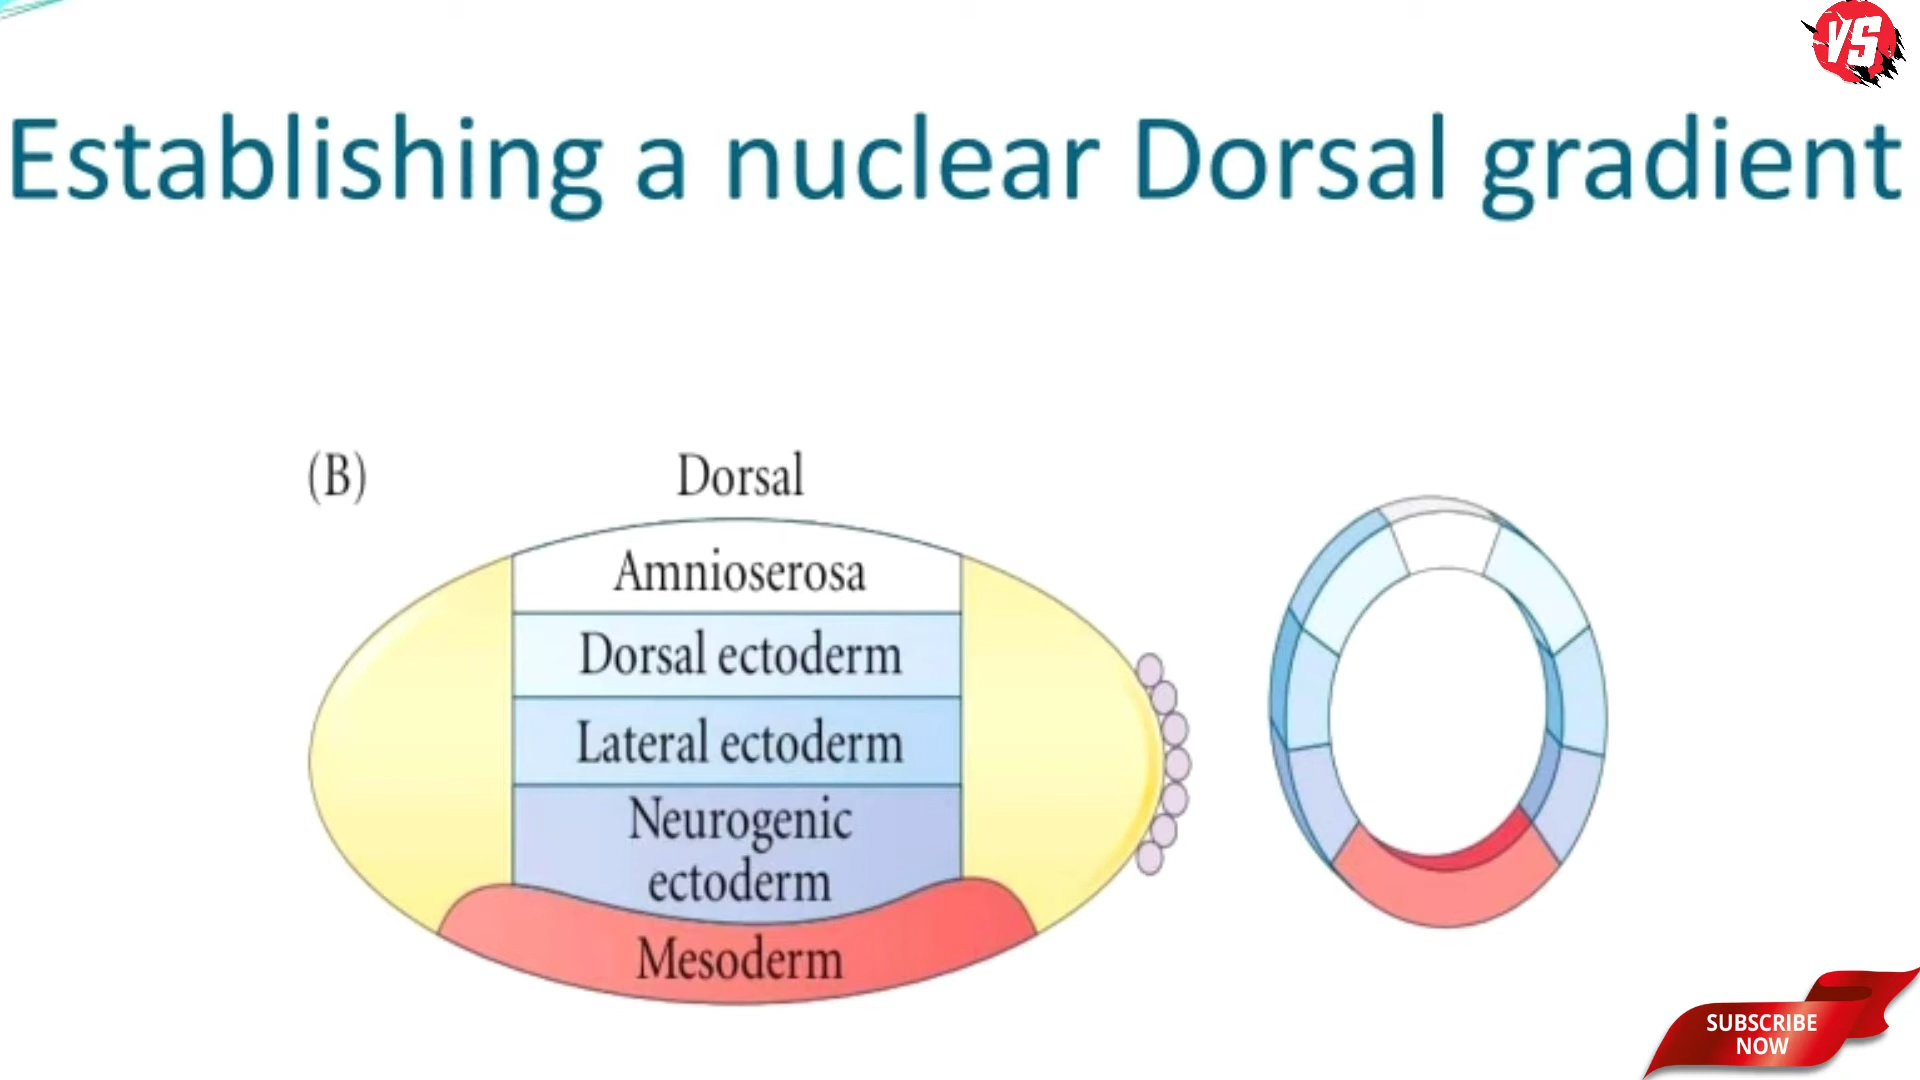 VS
Establishing a nuclear Dorsal gradient
(B)
Dorsal
Amnioserosa
Dorsal ectoderm
Lateral ectoderm
Neurogenic
ectoderm
Mesoderm
SUBSCRIBE
NOW